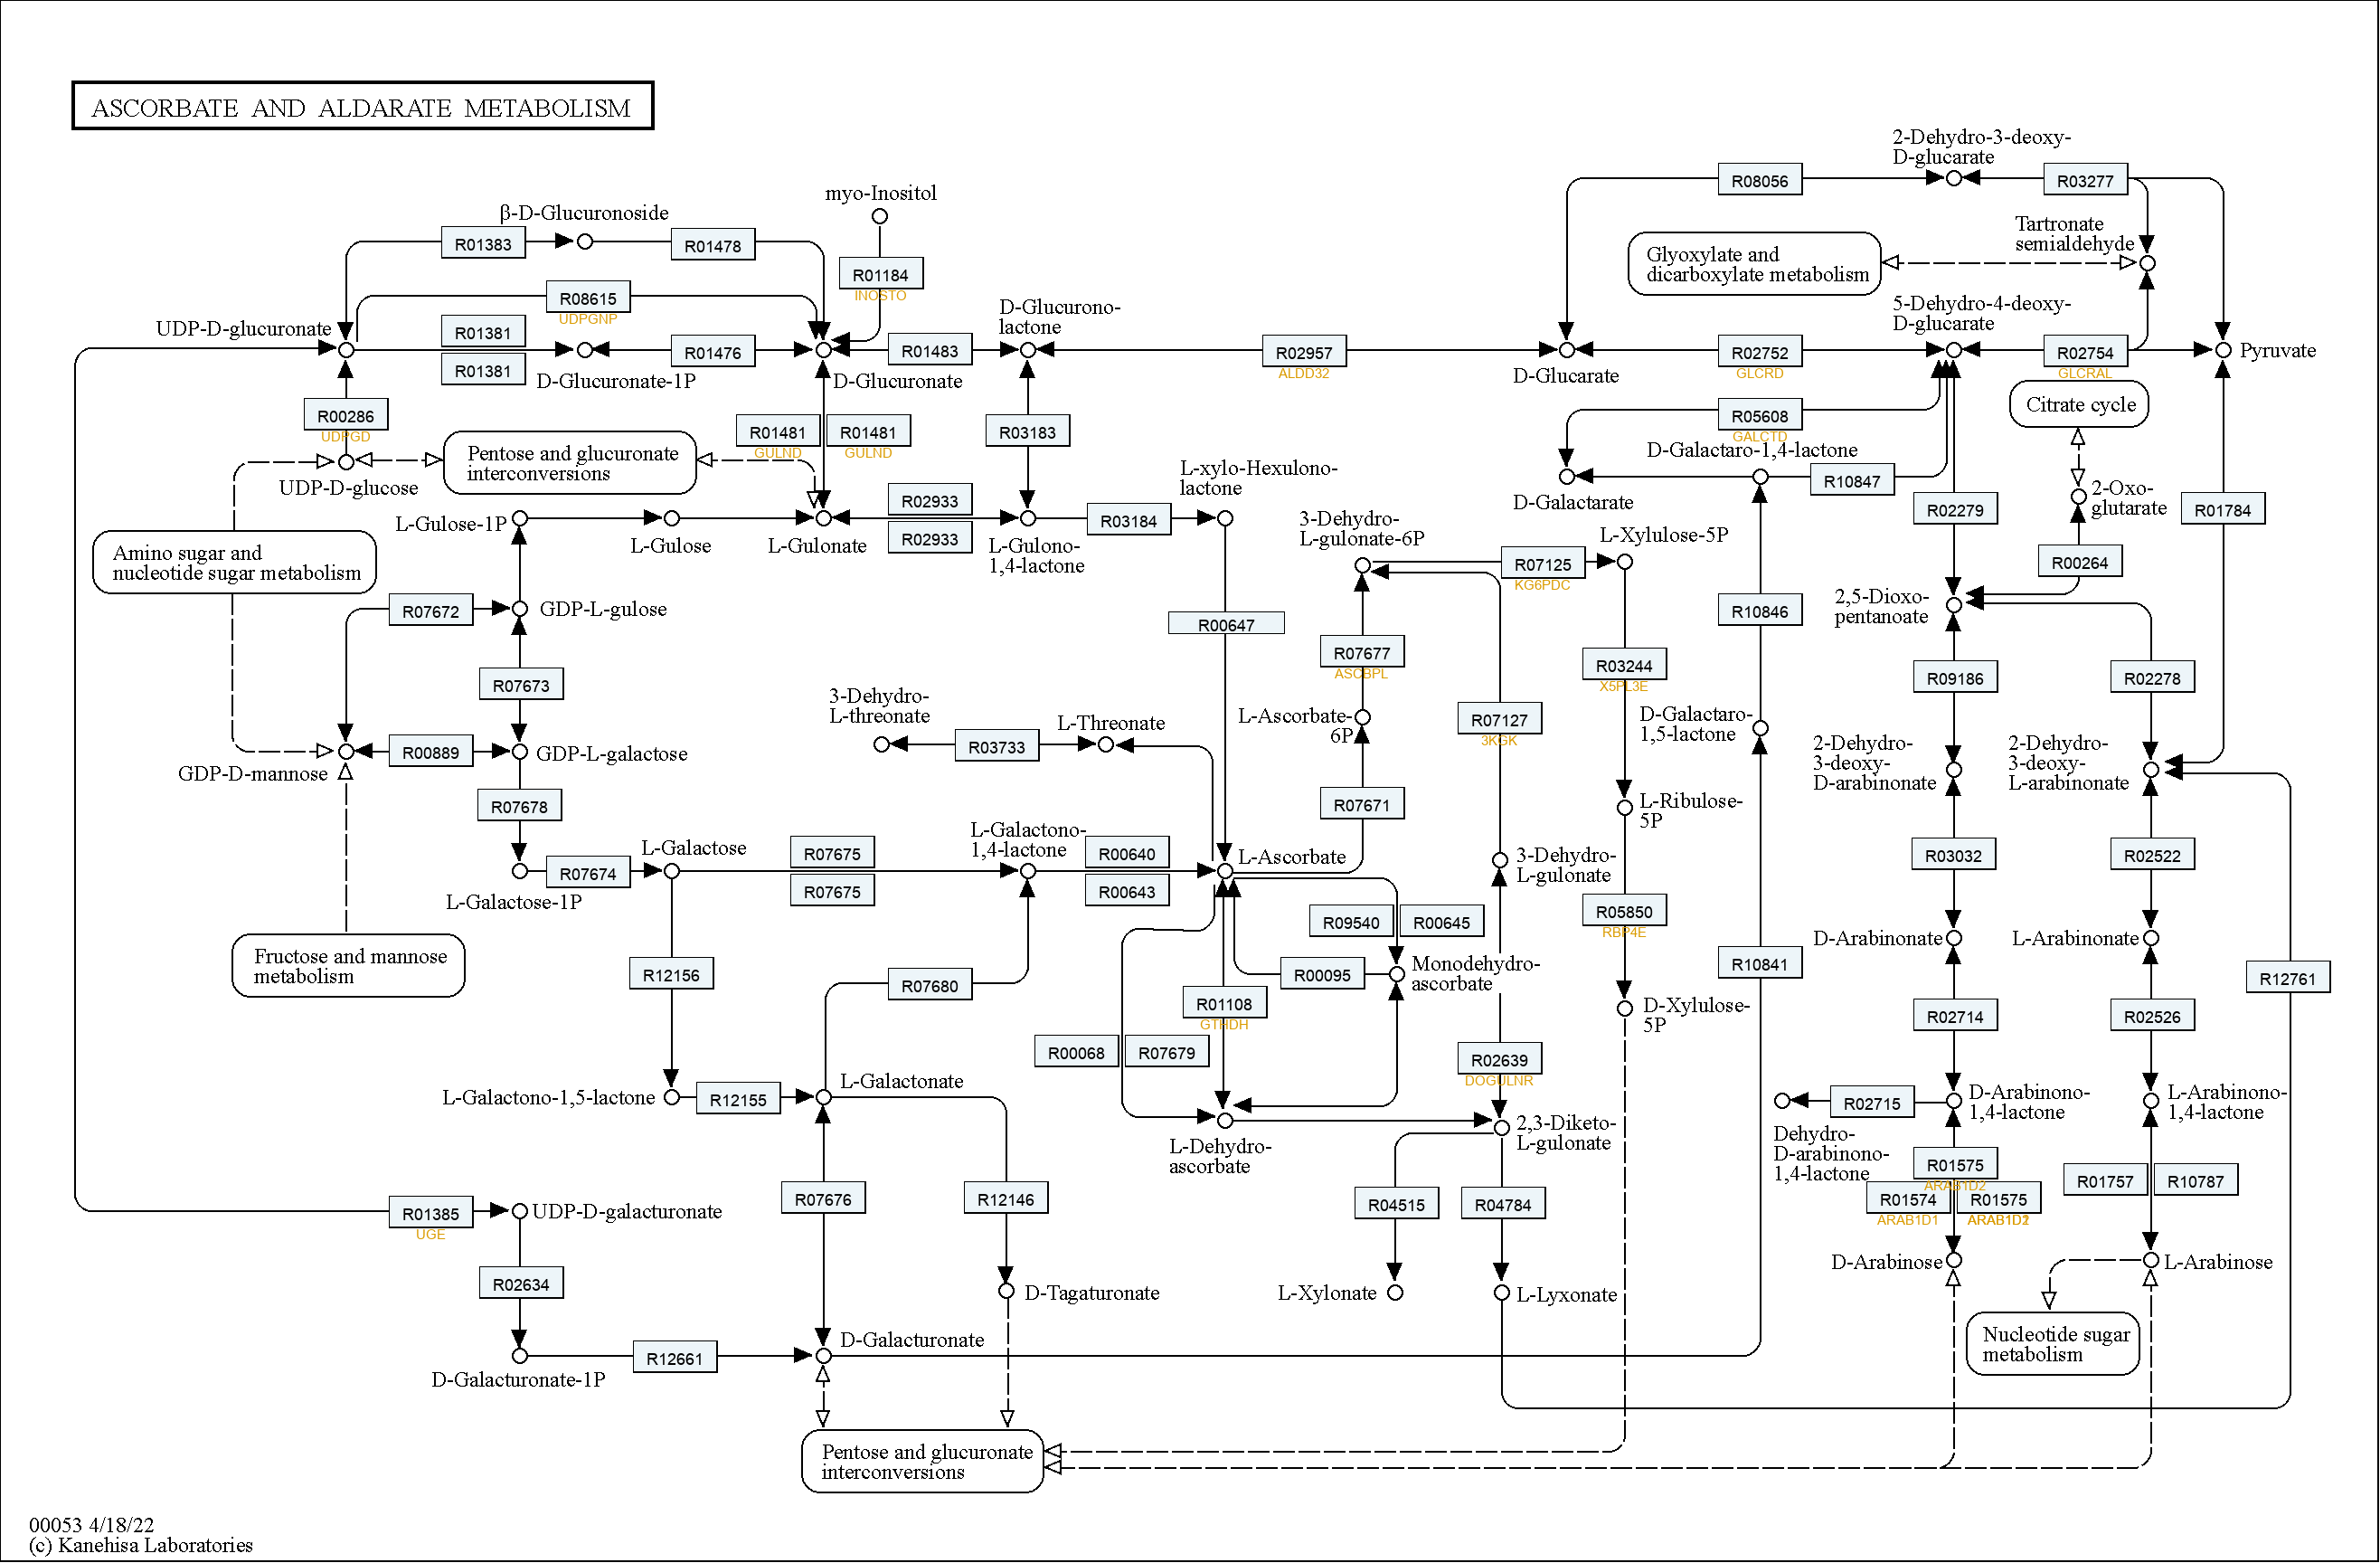 ASCORBATE AND ALDARATE METABOLISM
2-Dehydro-3-deoxy-
D-glucarate
R08056
R03277
myo-Inositol
β-D-Glucuronoside
R01383
R01478
R01184
INOSTO
Tartronate
semialdehyde
Glyoxylate and
dicarboxylate metabolism
R08615
UDPGNP
D-Glucurono-
lactone
5-Dehydro-4-deoxy-
D-glucarate
UDP-D-glucuronate
R01381
R01381
R01476
R01483
R02957
ALDD32
R02752
GLCRD
R02754
GLCRAL
Pyruvate
D-Glucuronate-1P
D-Glucuronate
D-Glucarate
R00286
UDPGD
R01481
GULND
R01481
GULND
R03183
R05608
GALCTD
Citrate cycle
Pentose and glucuronate
interconversions
D-Galactaro-1,4-lactone
UDP-D-glucose
L-xylo-Hexulono-
lactone
R10847
D-Galactarate
2-Oxo-
glutarate
R02279
R01784
L-Gulose-1P
L-Gulose
L-Gulonate
R02933
R02933
L-Gulono-
1,4-lactone
R03184
3-Dehydro-
L-gulonate-6P
L-Xylulose-5P
Amino sugar and
nucleotide sugar metabolism
R07125
KG6PDC
R00264
R07672
GDP-L-gulose
R00647
R10846
2,5-Dioxo-
pentanoate
R07677
ASCBPL
R03244
X5PL3E
R09186
R02278
R07673
3-Dehydro-
L-threonate
L-Threonate
L-Ascorbate-
6P
R07127
3KGK
D-Galactaro-
1,5-lactone
R00889
GDP-L-galactose
R03733
2-Dehydro-
3-deoxy-
D-arabinonate
2-Dehydro-
3-deoxy-
L-arabinonate
GDP-D-mannose
R07678
R07671
L-Ribulose-
5P
L-Galactose
R07675
R07675
L-Galactono-
1,4-lactone
R00640
R00643
L-Ascorbate
3-Dehydro-
L-gulonate
R03032
R02522
R07674
L-Galactose-1P
R09540
R00645
R05850
RBP4E
D-Arabinonate
L-Arabinonate
Fructose and mannose
metabolism
R12156
R07680
R00095
Monodehydro-
ascorbate
R10841
R12761
R01108
GTHDH
D-Xylulose-
5P
R02714
R02526
R00068
R07679
R02639
DOGULNR
L-Galactono-1,5-lactone
R12155
L-Galactonate
R02715
D-Arabinono-
1,4-lactone
L-Arabinono-
1,4-lactone
L-Dehydro-
ascorbate
2,3-Diketo-
L-gulonate
Dehydro-
D-arabinono-
1,4-lactone
R01575
ARAB1D2
R01574
ARAB1D1
R01575
ARAB1D2
R01757
R10787
R07676
R12146
R04515
R04784
R01385
UGE
UDP-D-galacturonate
D-Arabinose
L-Arabinose
R02634
D-Tagaturonate
L-Xylonate
L-Lyxonate
D-Galacturonate
Nucleotide sugar
metabolism
R12661
D-Galacturonate-1P
Pentose and glucuronate
interconversions
00053 4/18/22
(c) Kanehisa Laboratories